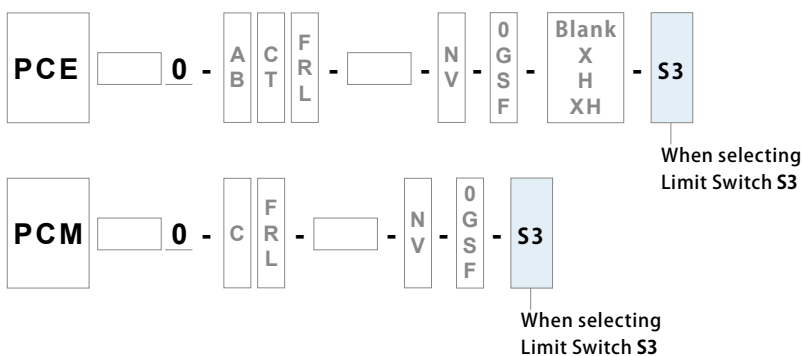 PCE 0 - A B C T F R L - - N V - 0 G S F - Blank X H XH - S3
When selecting
Limit Switch S3
PCM 0 - C F R L - - N V - 0 G S F - S3
When selecting
Limit Switch S3